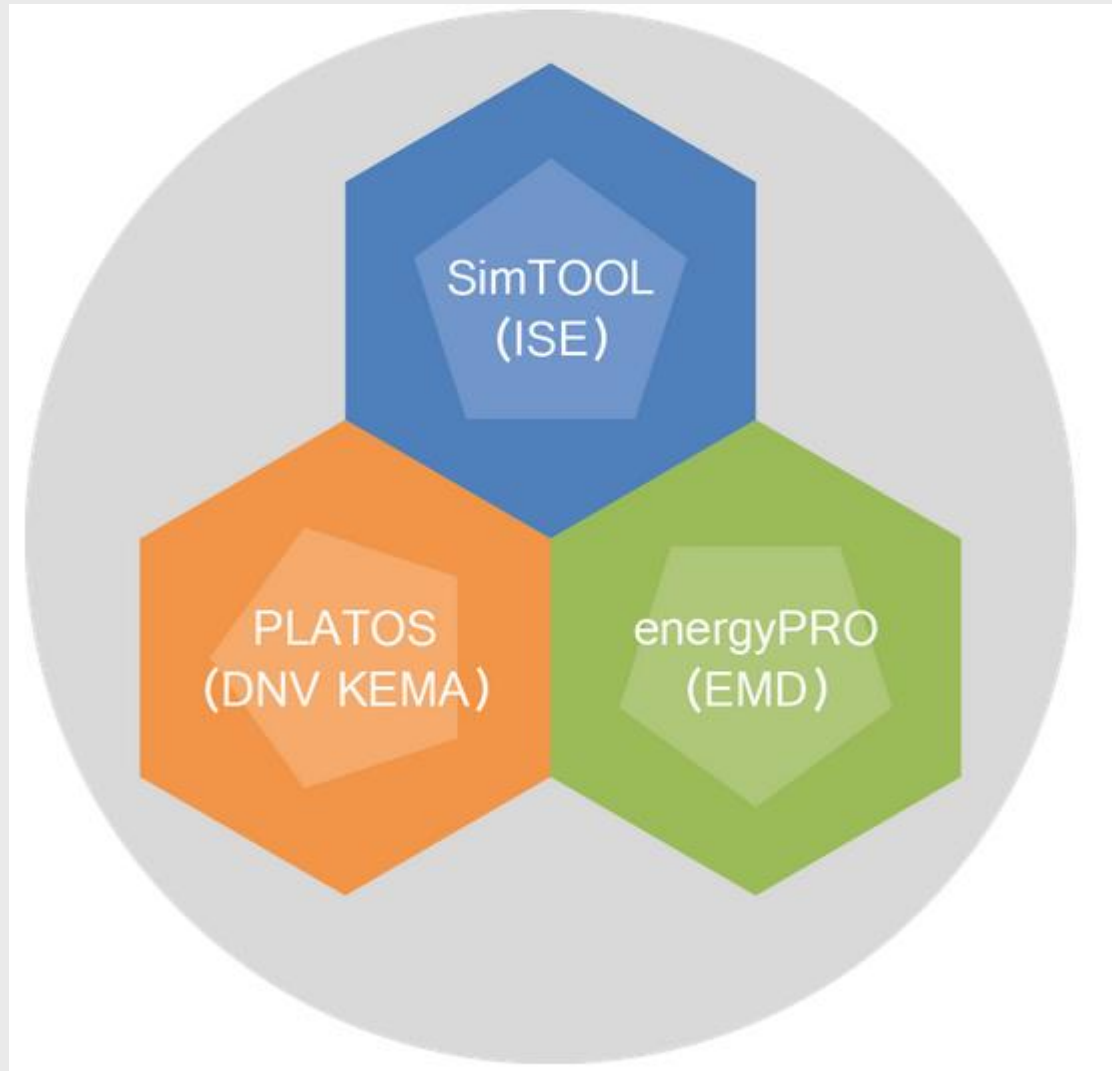 SimTOOL
(ISE)
PLATOS
(DNV KEMA)
energyPRO
(EMD)